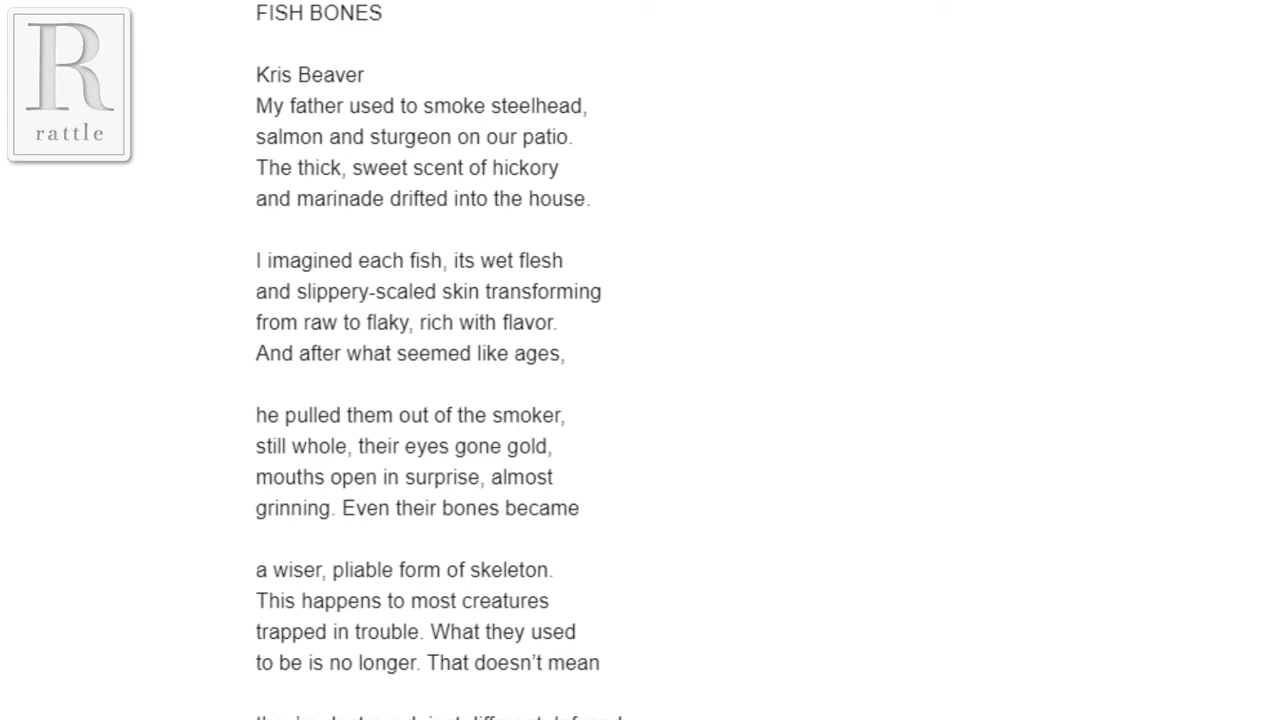 R
rattle
FISH BONES
Kris Beaver
My father used to smoke steelhead,
salmon and sturgeon on our patio.
The thick, sweet scent of hickory
and marinade drifted into the house.
I imagined each fish, its wet flesh
and slippery-scaled skin transforming
from raw to flaky, rich with flavor.
And after what seemed like ages,
he pulled them out of the smoker,
still whole, their eyes gone gold,
mouths open in surprise, almost
grinning. Even their bones became
a wiser, pliable form of skeleton.
This happens to most creatures
trapped in trouble. What they used
to be is no longer. That doesn’t mean